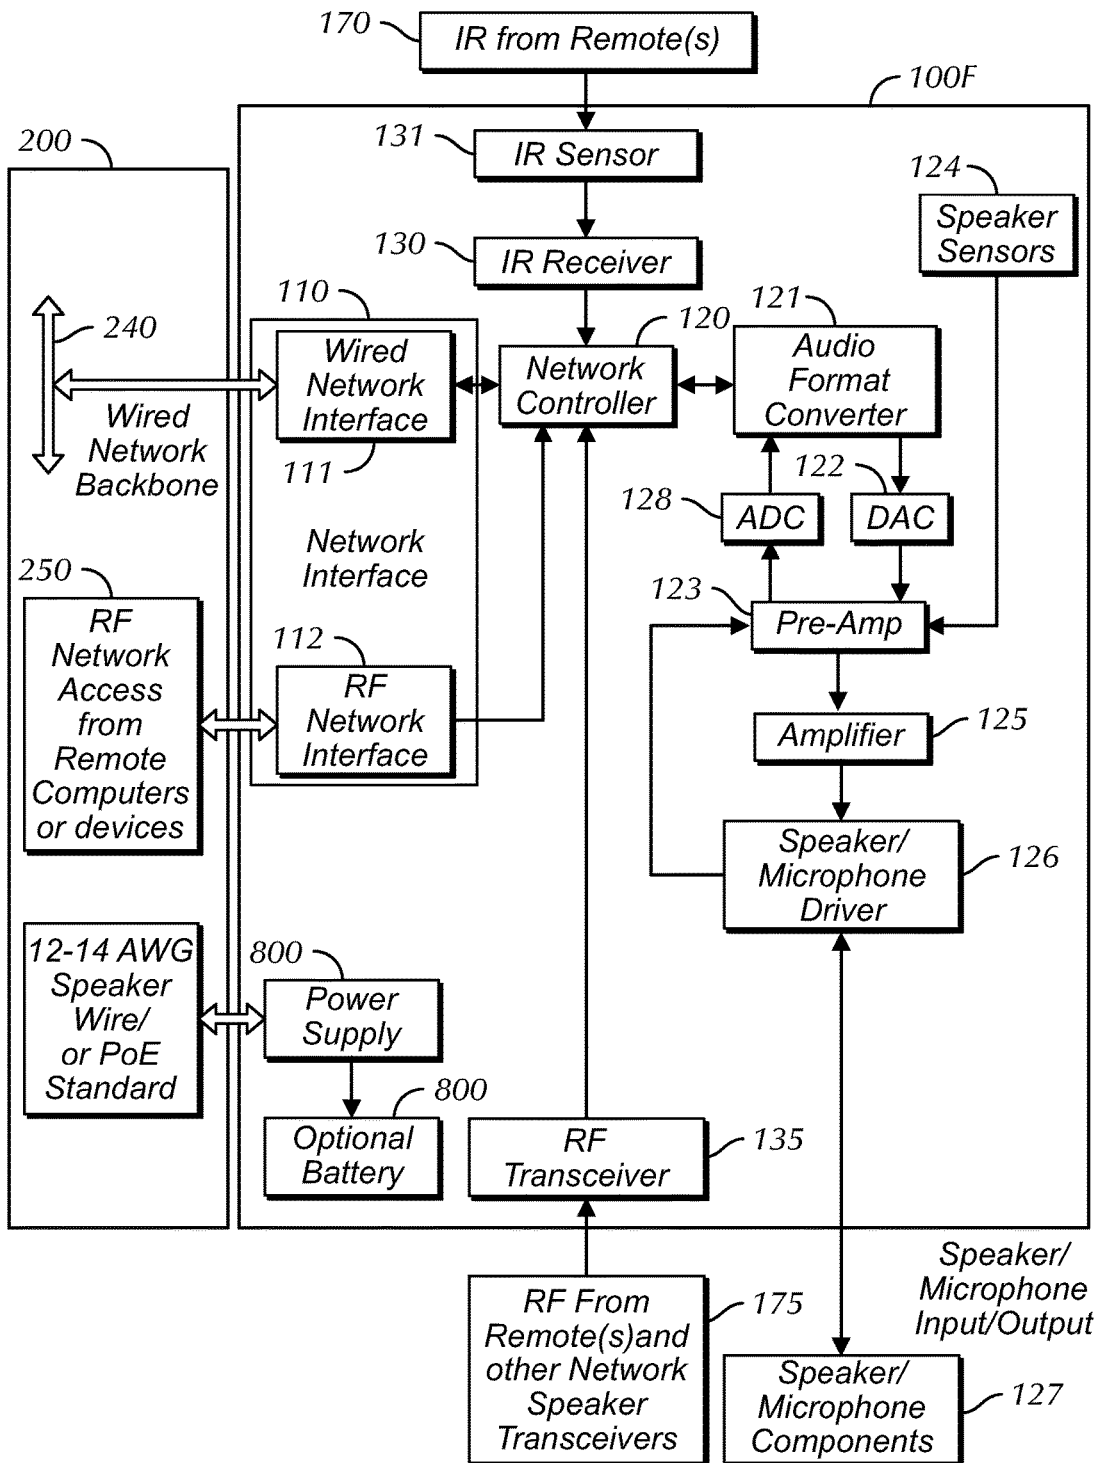 170
IR from Remote(s)
100F
200
131
IR Sensor
124
Speaker
Sensors
130
IR Receiver
110
240
121
120
Wired
Network
Interface
Network
Controller
Audio
Format
Converter
Wired
Network
Backbone
111
122
128
ADC
DAC
Network
Interface
250
RF
Network
Access
from
Remote
Computers
or devices
123
Pre-Amp
112
RF
Network
Interface
Amplifier
125
Speaker/
Microphone
Driver
126
12-14 AWG
Speaker
Wire/
or PoE
Standard
800
Power
Supply
800
Optional
Battery
RF
Transceiver
135
Speaker/
Microphone
Input/Output
RF From
Remote(s)and
other Network
Speaker
Transceivers
175
Speaker/
Microphone
Components
127